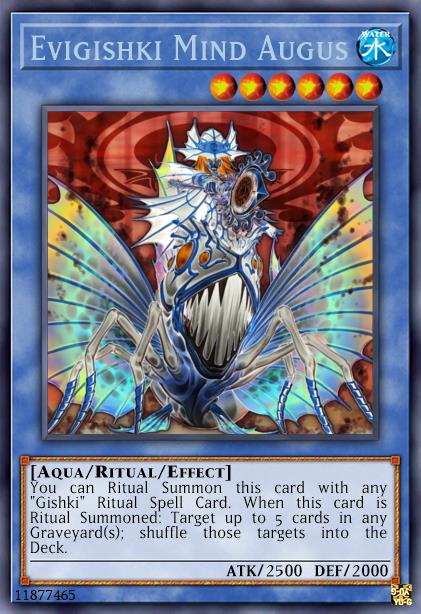 Evigishki Mind Augus
WATER
水
[Aqua/Ritual/Effect]
You can Ritual Summon this card with any
"Gishki" Ritual Spell Card. When this card is
Ritual Summoned: Target up to 5 cards in any
Graveyard(s); shuffle those targets into the
Deck.
ATK/2500 DEF/2000
11877465